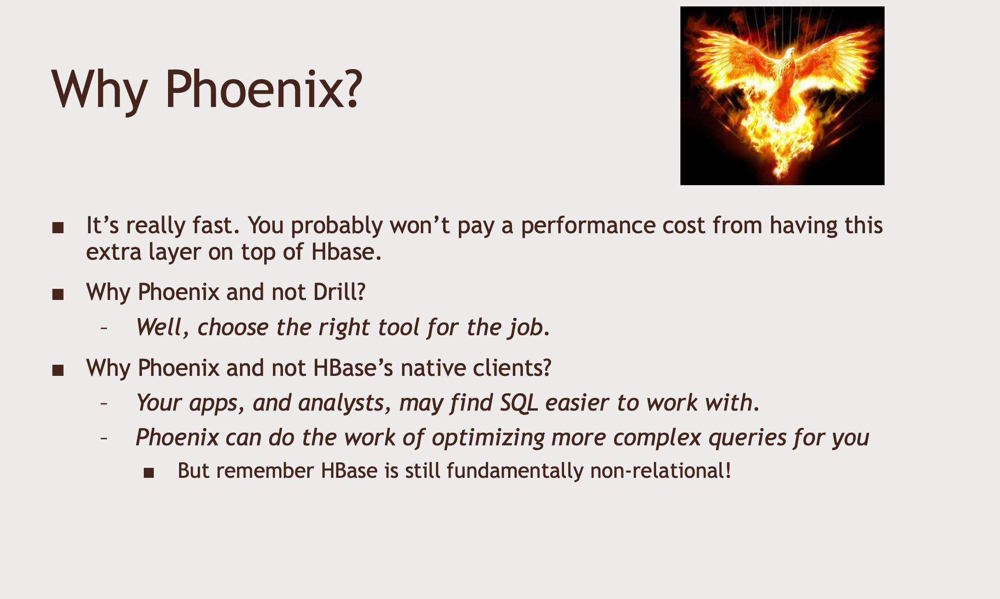 Why Phoenix?
■ It’s really fast. You probably won’t pay a performance cost from having this
extra layer on top of Hbase.
■ Why Phoenix and not Drill?
– Well, choose the right tool for the job.
■ Why Phoenix and not HBase’s native clients?
– Your apps, and analysts, may find SQL easier to work with.
– Phoenix can do the work of optimizing more complex queries for you
■ But remember HBase is still fundamentally non-relational!